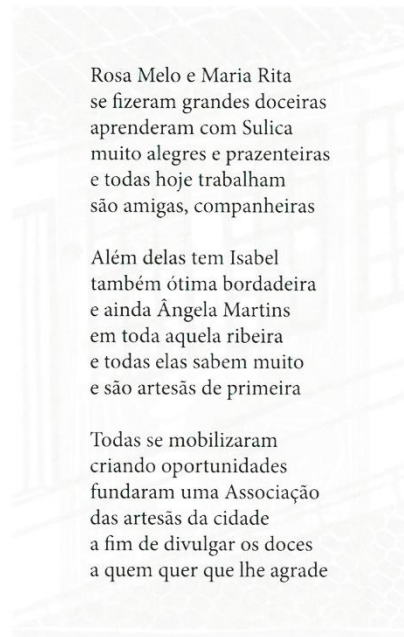 Rosa Melo e Maria Rita
se fizeram grandes doceiras
aprenderam com Sulica
muito alegres e prazenteiras
e todas hoje trabalham
são amigas, companheiras

Além delas tem Isabel
também ótima bordadeira
e ainda Ângela Martins
em toda aquela ribeira
e todas elas sabem muito
e são artesãs de primeira

Todas se mobilizaram
criando oportunidades
fundaram uma Associação
das artesãs da cidade
a fim de divulgar os doces
a quem quer que lhe agrade